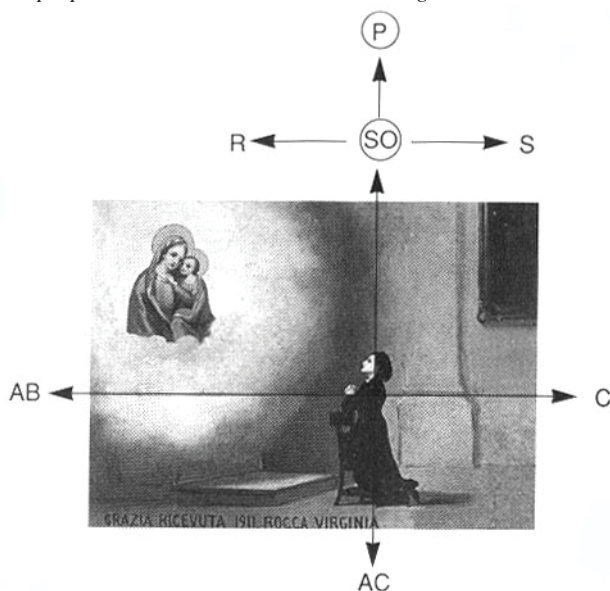 P
R SO S
AB C
GRAZIA RICEVUTA 1911 ROCCA VIRGINIA
AC